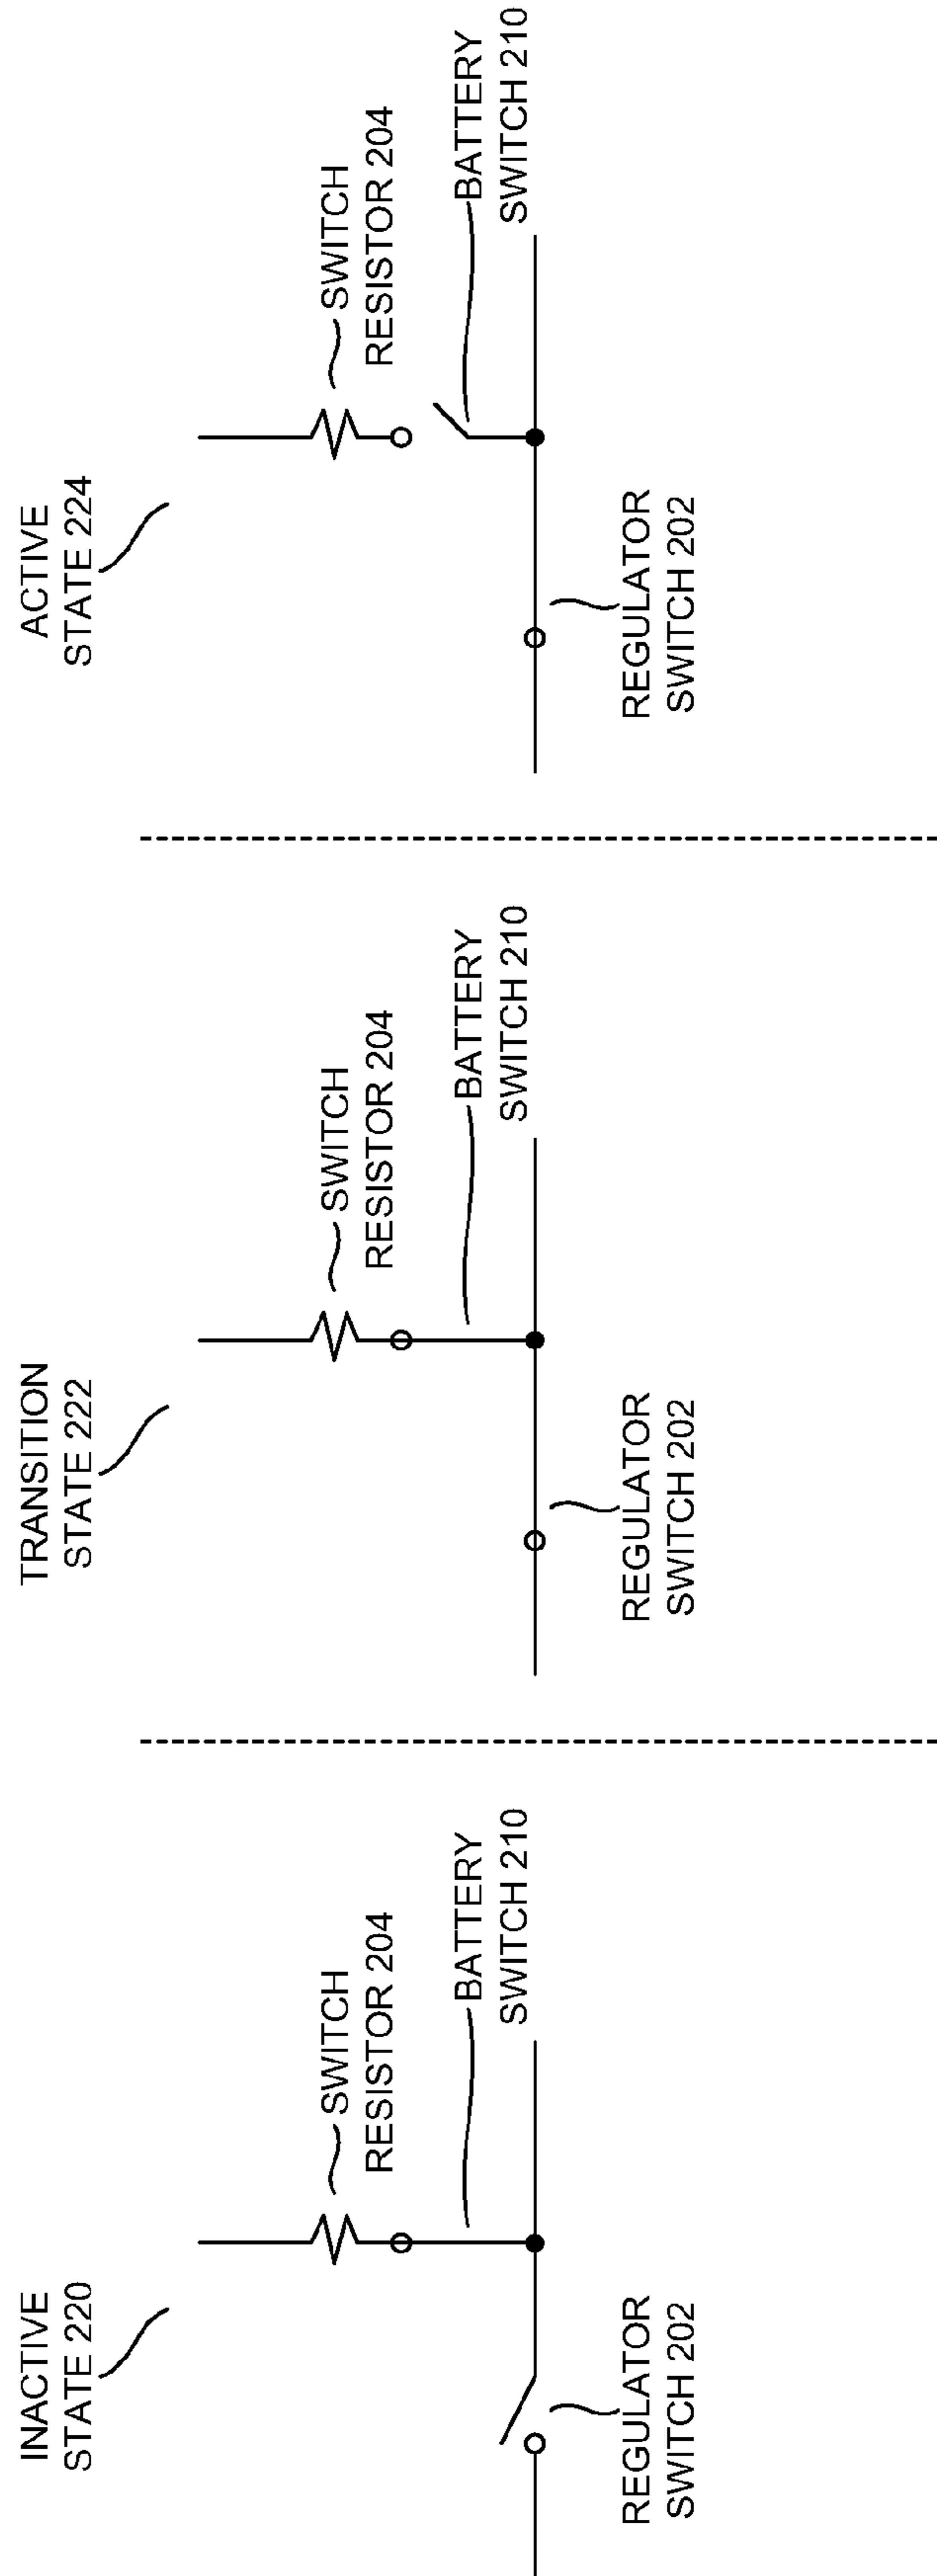 INACTIVE
STATE 220
SWITCH
RESISTOR 204
BATTERY
SWITCH 210
REGULATOR
SWITCH 202
TRANSITION
STATE 222
SWITCH
RESISTOR 204
BATTERY
SWITCH 210
REGULATOR
SWITCH 202
ACTIVE
STATE 224
SWITCH
RESISTOR 204
BATTERY
SWITCH 210
REGULATOR
SWITCH 202